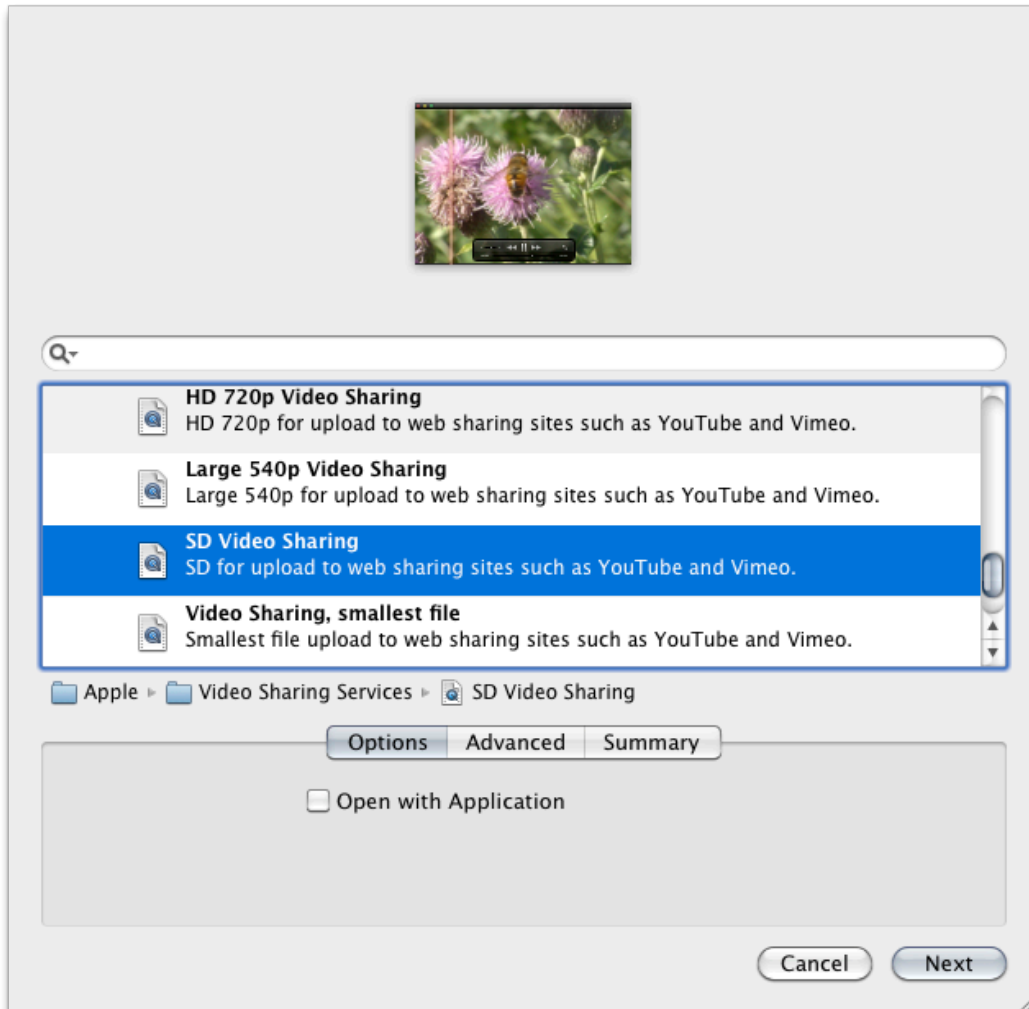 HD 720p Video Sharing
HD 720p for upload to web sharing sites such as YouTube and Vimeo.
Large 540p Video Sharing
Large 540p for upload to web sharing sites such as YouTube and Vimeo.
SD Video Sharing
SD for upload to web sharing sites such as YouTube and Vimeo.
Video Sharing, smallest file
Smallest file upload to web sharing sites such as YouTube and Vimeo.
Apple Video Sharing Services SD Video Sharing
Options Advanced Summary
Open with Application
Cancel Next